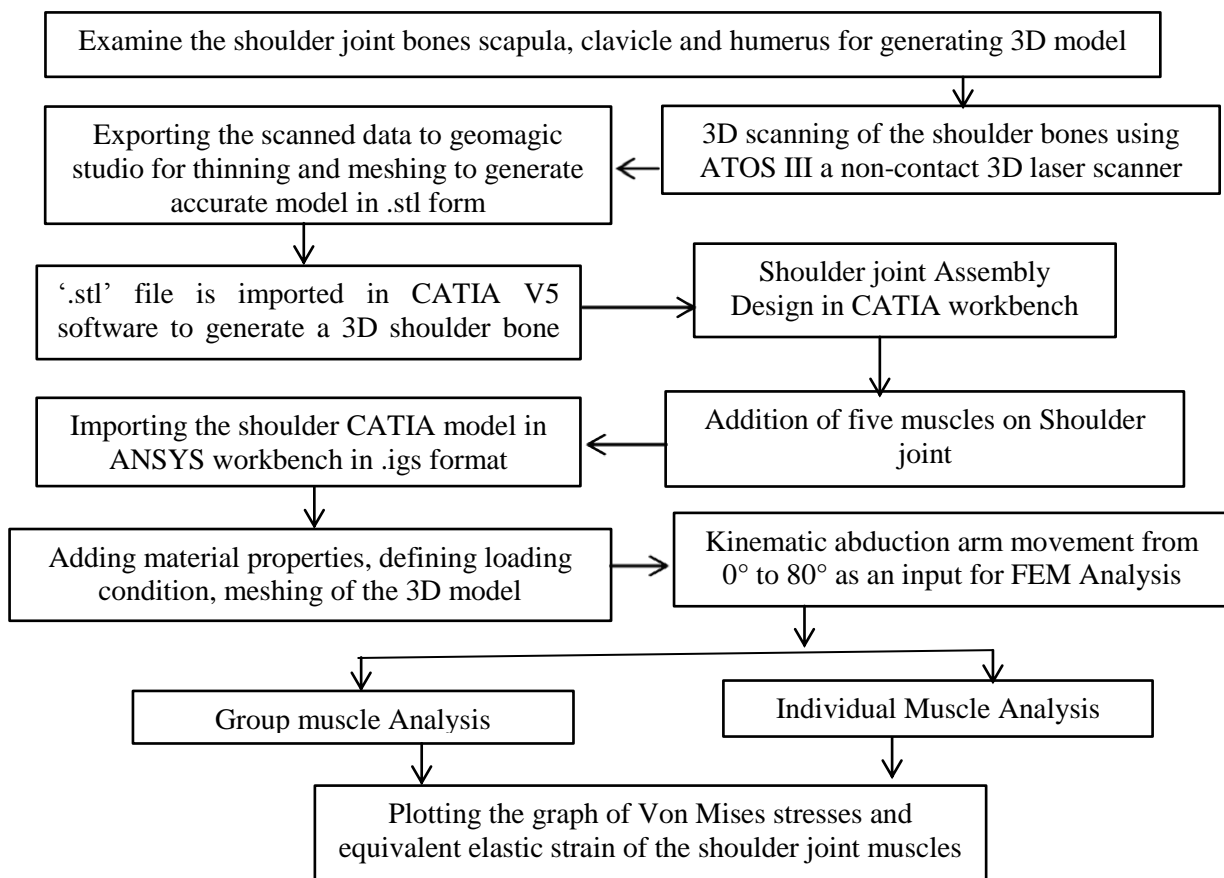 Examine the shoulder joint bones scapula, clavicle and humerus for generating 3D model
3D scanning of the shoulder bones using
ATOS III a non-contact 3D laser scanner
Exporting the scanned data to geomagic
studio for thinning and meshing to generate
accurate model in .stl form
‘.stl’ file is imported in CATIA V5
software to generate a 3D shoulder bone
Shoulder joint Assembly
Design in CATIA workbench
Addition of five muscles on Shoulder
joint
Importing the shoulder CATIA model in
ANSYS workbench in .igs format
Adding material properties, defining loading
condition, meshing of the 3D model
Kinematic abduction arm movement from
0° to 80° as an input for FEM Analysis
Group muscle Analysis
Individual Muscle Analysis
Plotting the graph of Von Mises stresses and
equivalent elastic strain of the shoulder joint muscles